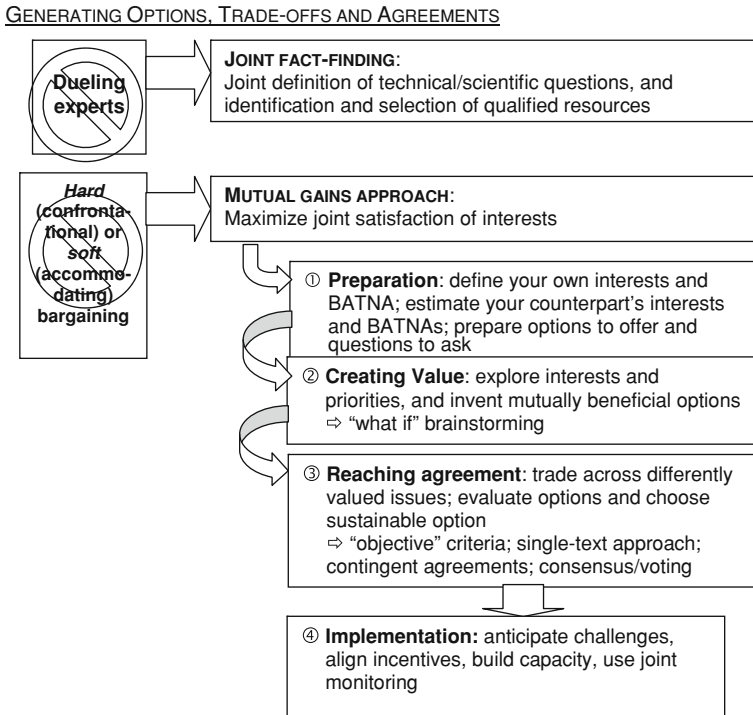 GENERATING OPTIONS, TRADE-OFFS AND AGREEMENTS
Dueling
experts
JOINT FACT-FINDING:
Joint definition of technical/scientific questions, and
identification and selection of qualified resources
Hard
(confronta-
tional) or
soft
(accommo-
dating)
bargaining
MUTUAL GAINS APPROACH:
Maximize joint satisfaction of interests
① Preparation: define your own interests and
BATNA; estimate your counterpart's interests
and BATNAs; prepare options to offer and
questions to ask
② Creating Value: explore interests and
priorities, and invent mutually beneficial options
⇨ “what if” brainstorming
③ Reaching agreement: trade across differently
valued issues; evaluate options and choose
sustainable option
⇨ “objective” criteria; single-text approach;
contingent agreements; consensus/voting
④ Implementation: anticipate challenges,
align incentives, build capacity, use joint
monitoring